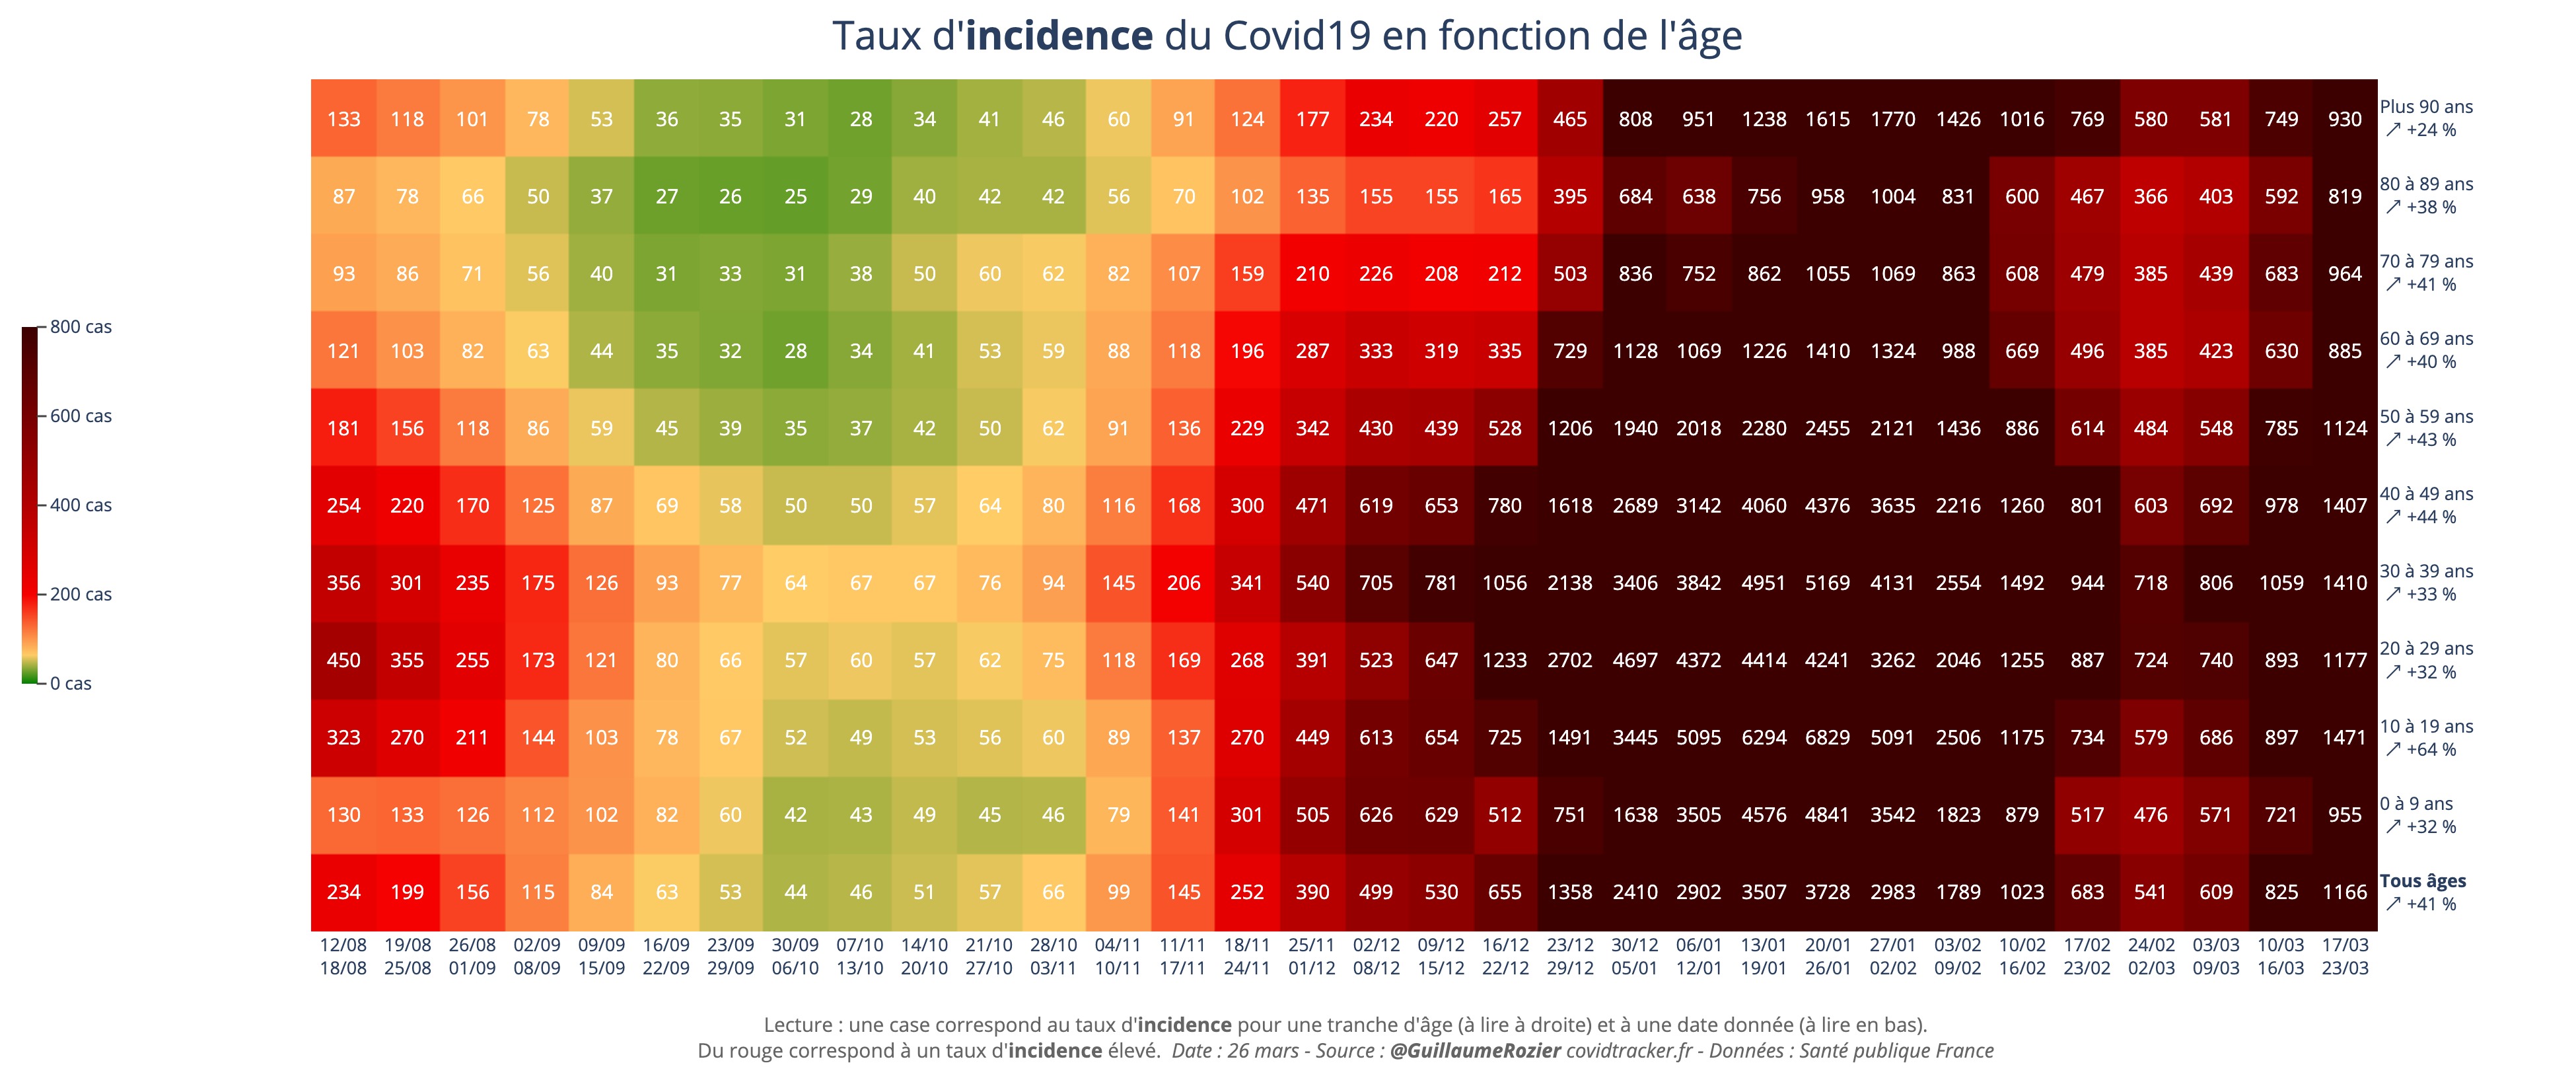 Taux d'incidence du Covid19 en fonction de l'âge
800 cas
600 cas
400 cas
200 cas
0 cas
133 118 101 78 53 36 35 31 28 34 41 46 60 91 124 177 234 220 257 465 808 951 1238 1615 1770 1426 1016 769 580 581 749 930
Plus 90 ans
↗ +24 %
87 78 66 50 37 27 26 25 29 40 42 42 56 70 102 135 155 155 165 395 684 638 756 958 1004 831 600 467 366 403 592 819
80 à 89 ans
↗ +38 %
93 86 71 56 40 31 33 31 38 50 60 62 82 107 159 210 226 208 212 503 836 752 862 1055 1069 863 608 479 385 439 683 964
70 à 79 ans
↗ +41 %
121 103 82 63 44 35 32 28 34 41 53 59 88 118 196 287 333 319 335 729 1128 1069 1226 1410 1324 988 669 496 385 423 630 885
60 à 69 ans
↗ +40 %
181 156 118 86 59 45 39 35 37 42 50 62 91 136 229 342 430 439 528 1206 1940 2018 2280 2455 2121 1436 886 614 484 548 785 1124
50 à 59 ans
↗ +43 %
254 220 170 125 87 69 58 50 50 57 64 80 116 168 300 471 619 653 780 1618 2689 3142 4060 4376 3635 2216 1260 801 603 692 978 1407
40 à 49 ans
↗ +44 %
356 301 235 175 126 93 77 64 67 67 76 94 145 206 341 540 705 781 1056 2138 3406 3842 4951 5169 4131 2554 1492 944 718 806 1059 1410
30 à 39 ans
↗ +33 %
450 355 255 173 121 80 66 57 60 57 62 75 118 169 268 391 523 647 1233 2702 4697 4372 4414 4241 3262 2046 1255 887 724 740 893 1177
20 à 29 ans
↗ +32 %
323 270 211 144 103 78 67 52 49 53 56 60 89 137 270 449 613 654 725 1491 3445 5095 6294 6829 5091 2506 1175 734 579 686 897 1471
10 à 19 ans
↗ +64 %
130 133 126 112 102 82 60 42 43 49 45 46 79 141 301 505 626 629 512 751 1638 3505 4576 4841 3542 1823 879 517 476 571 721 955
0 à 9 ans
↗ +32 %
234 199 156 115 84 63 53 44 46 51 57 66 99 145 252 390 499 530 655 1358 2410 2902 3507 3728 2983 1789 1023 683 541 609 825 1166
Tous âges
↗ +41 %
12/08 19/08 26/08 02/09 09/09 16/09 23/09 30/09 07/10 14/10 21/10 28/10 04/11 11/11 18/11 25/11 02/12 09/12 16/12 23/12 30/12 06/01 13/01 20/01 27/01 03/02 10/02 17/02 24/02 03/03 10/03 17/03
18/08 25/08 01/09 08/09 15/09 22/09 29/09 06/10 13/10 20/10 27/10 03/11 10/11 17/11 24/11 01/12 08/12 15/12 22/12 29/12 05/01 12/01 19/01 26/01 02/02 09/02 16/02 23/02 02/03 09/03 16/03 23/03
Lecture : une case correspond au taux d'incidence pour une tranche d'âge (à lire à droite) et à une date donnée (à lire en bas).
Du rouge correspond à un taux d'incidence élevé. Date : 26 mars - Source : @GuillaumeRozier covidtracker.fr - Données : Santé publique France